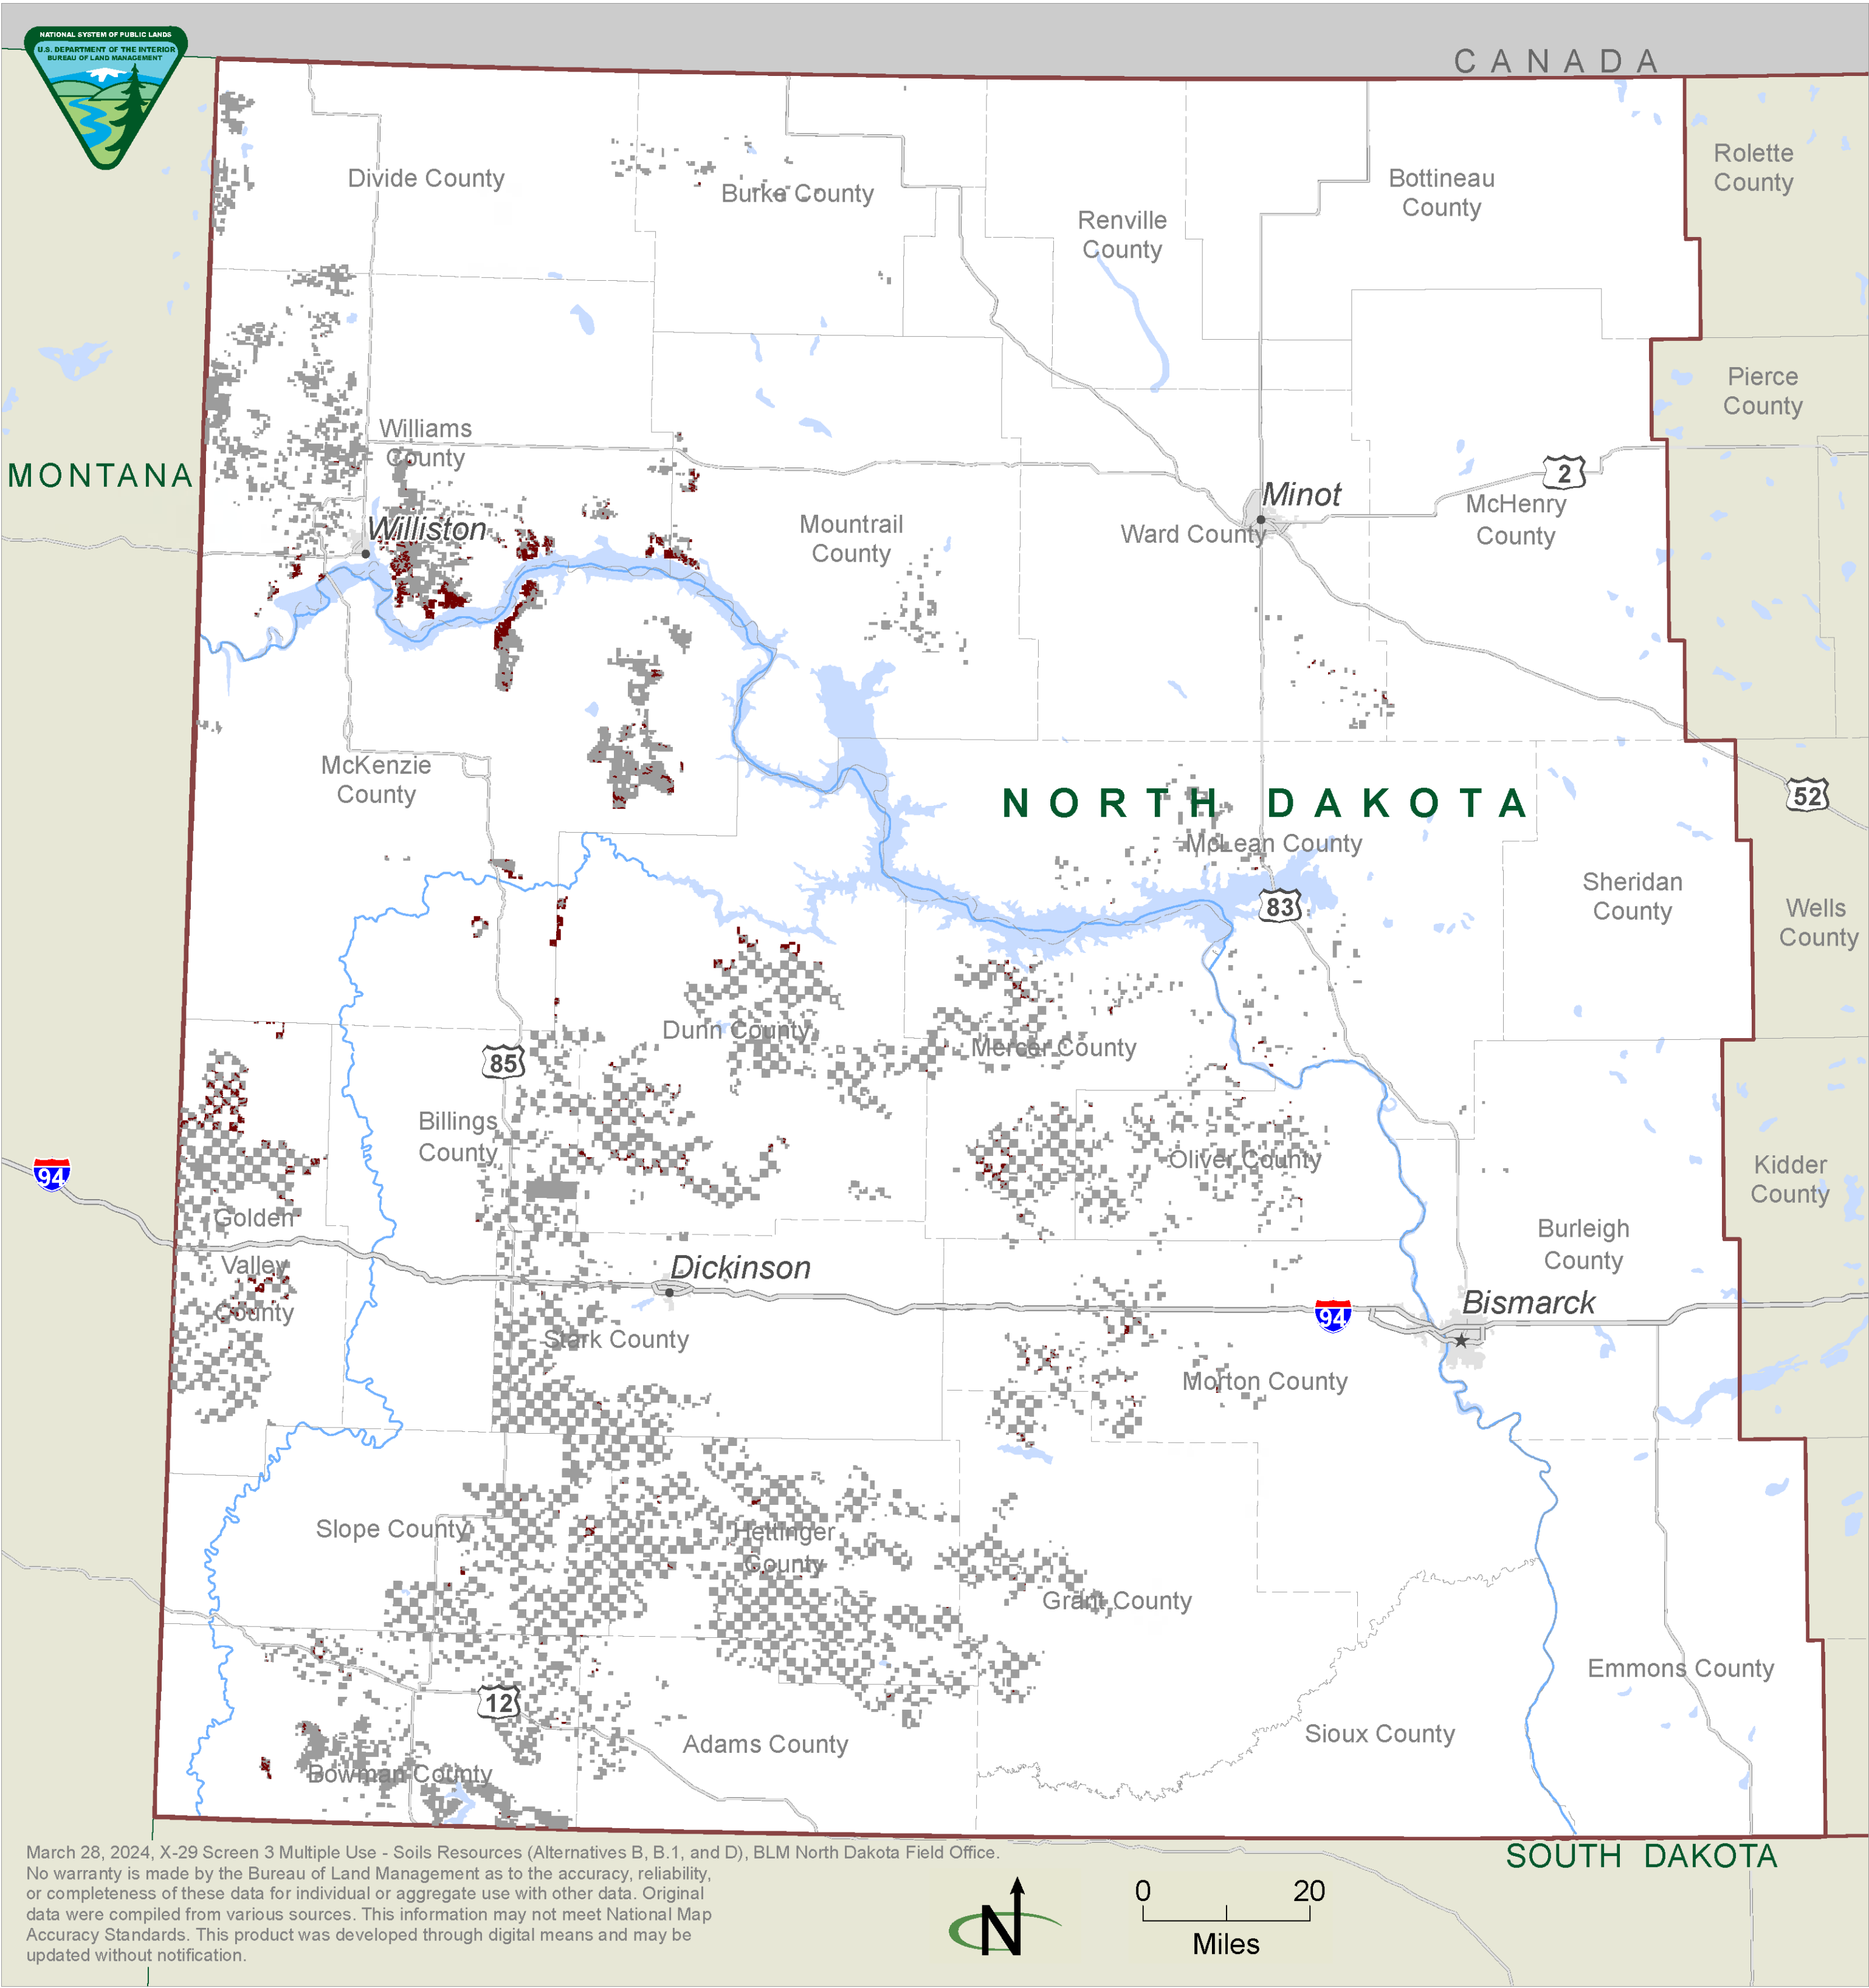 NATIONAL SYSTEM OF PUBLIC LANDS
U.S. DEPARTMENT OF THE INTERIOR
BUREAU OF LAND MANAGEMENT
CANADA
Rolette
County
Divide County
Burke County
Bottineau
County
Renville
County
Pierce
County
Williams
County
MONTANA
2
Minot
McHenry
County
Williston
Mountrail
County
Ward County
McKenzie
County
52
NORTH DAKOTA
McLean County
Sheridan
County
83
Wells
County
Dunn County
Mercer County
85
Billings
County
Oliver County
94
Kidder
County
Golden
Valley
County
Burleigh
County
Dickinson
Bismarck
94
Stark County
Morton County
Slope County
Hettinger
County
Grant County
Emmons County
12
Adams County
Sioux County
Bowman County
March 28, 2024, X-29 Screen 3 Multiple Use - Soils Resources (Alternatives B, B.1, and D), BLM North Dakota Field Office.
No warranty is made by the Bureau of Land Management as to the accuracy, reliability,
or completeness of these data for individual or aggregate use with other data. Original
data were compiled from various sources. This information may not meet National Map
Accuracy Standards. This product was developed through digital means and may be
updated without notification.
SOUTH DAKOTA
N
0 20
Miles